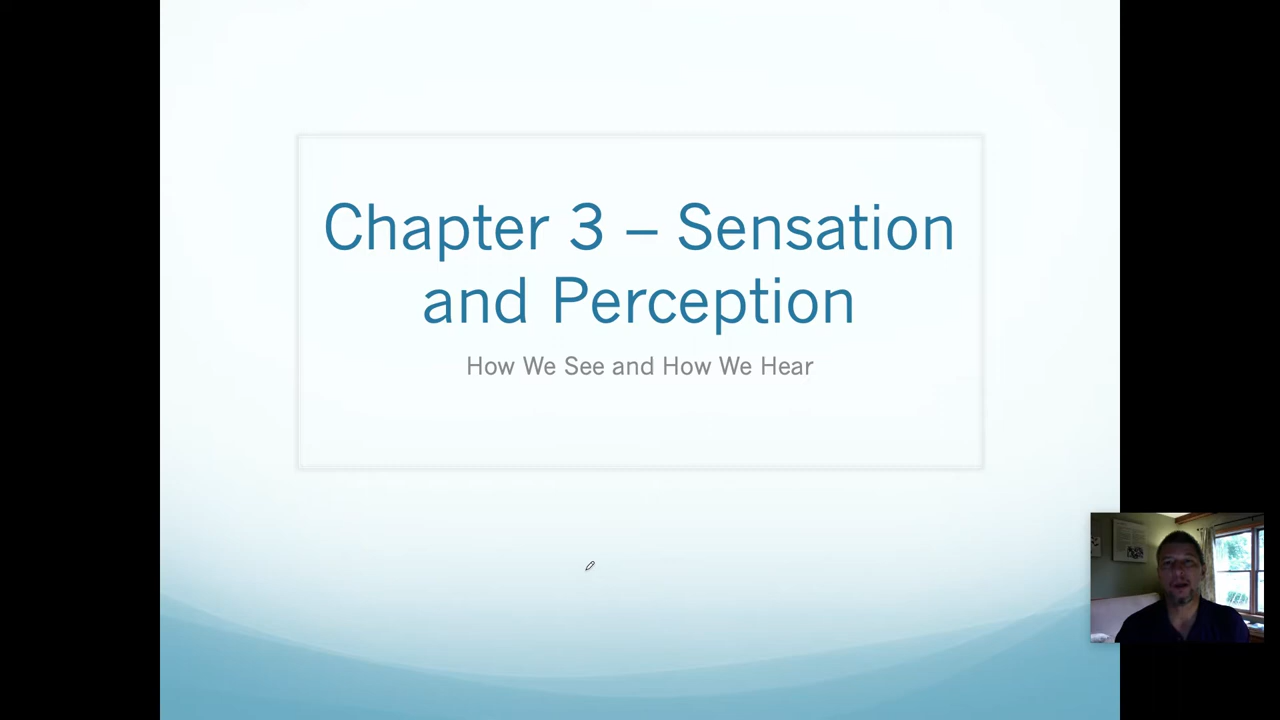 Chapter 3 – Sensation
and Perception
How We See and How We Hear